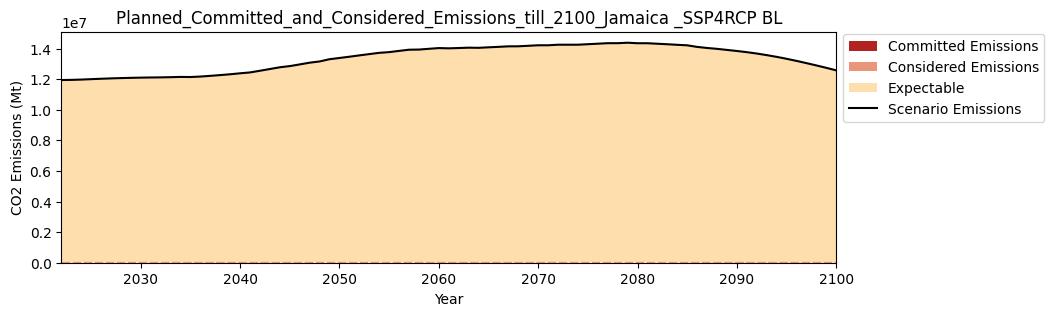 Planned_Committed_and_Considered_Emissions_till_2100_Jamaica _SSP4RCP BL
1e7
1.4
1.2
1.0
0.8
0.6
0.4
0.2
0.0
CO2 Emissions (Mt)
2030
2040
2050
2060
2070
2080
2090
2100
Year
Committed Emissions
Considered Emissions
Expectable
Scenario Emissions